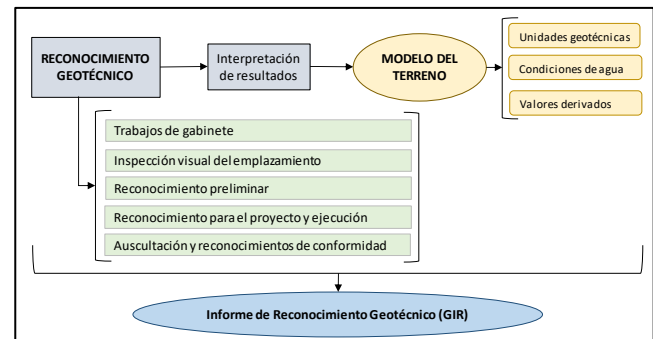 RECONOCIMIENTO
GEOTÉCNICO
Interpretación
de resultados
MODELO DEL
TERRENO
Unidades geotécnicas
Condiciones de agua
Valores derivados
Trabajos de gabinete
Inspección visual del emplazamiento
Reconocimiento preliminar
Reconocimiento para el proyecto y ejecución
Auscultación y reconocimientos de conformidad
Informe de Reconocimiento Geotécnico (GIR)